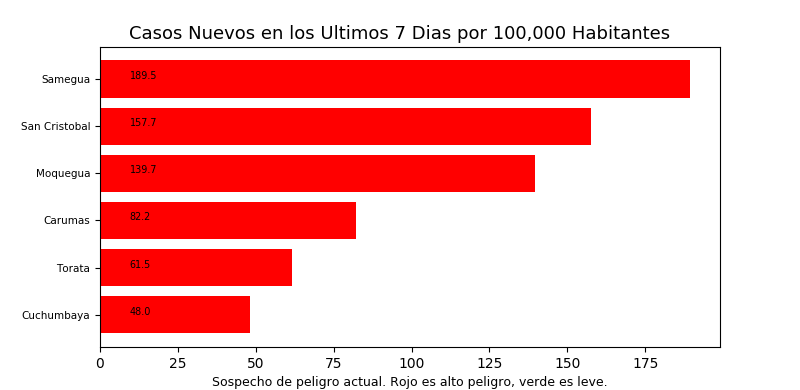 Casos Nuevos en los Ultimos 7 Dias por 100,000 Habitantes
Samegua 189.5
San Cristobal 157.7
Moquegua 139.7
Carumas 82.2
Torata 61.5
Cuchumbaya 48.0
0 25 50 75 100 125 150 175
Sospecho de peligro actual. Rojo es alto peligro, verde es leve.